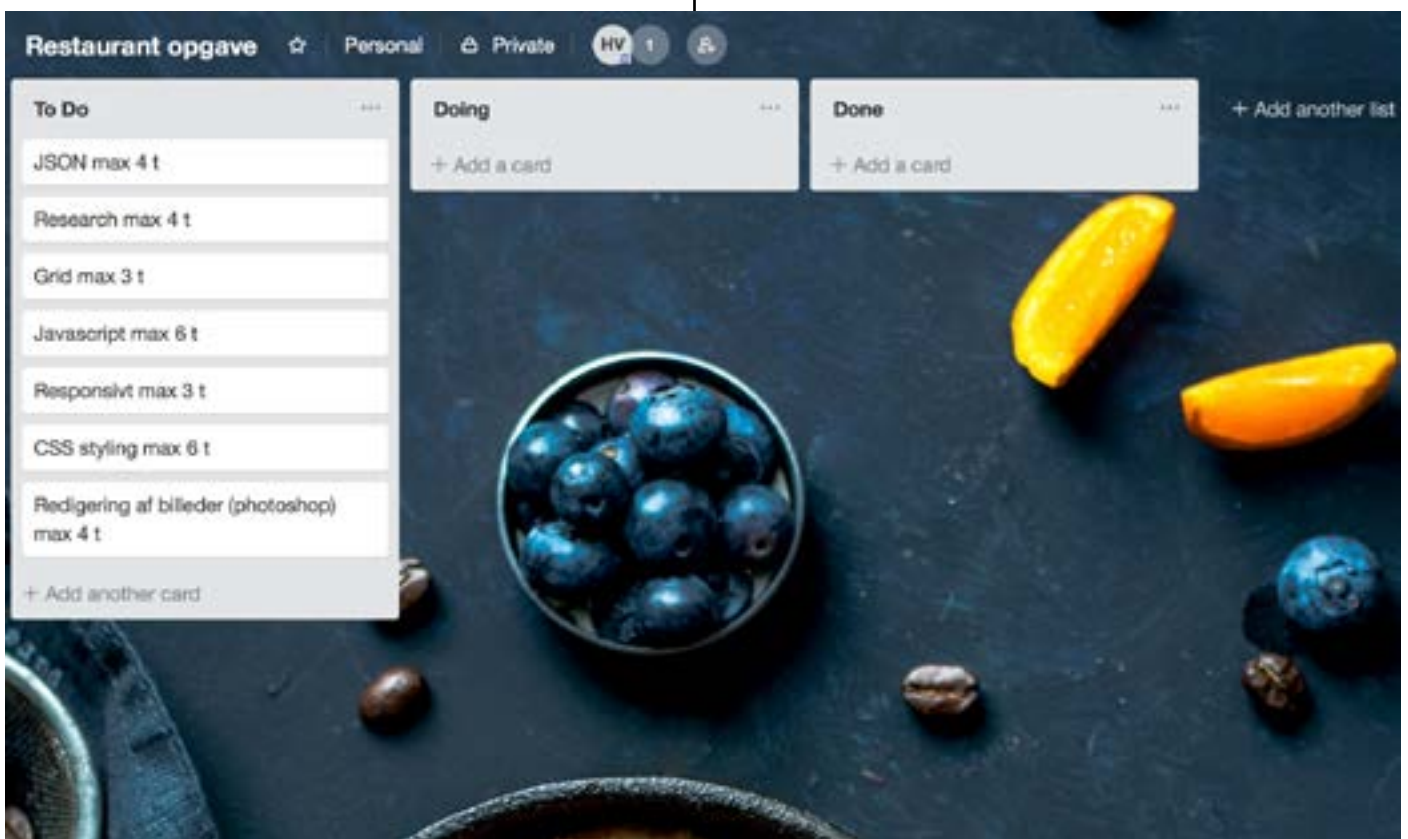 Restaurant opgave
Personal
Private
HV
1
To Do
JSON max 4 t
Research max 4 t
Grid max 3 t
Javascript max 6 t
Responsivt max 3 t
CSS styling max 6 t
Redigering af billeder (photoshop)
max 4 t
+ Add another card
Doing
+ Add a card
Done
+ Add a card
+ Add another list